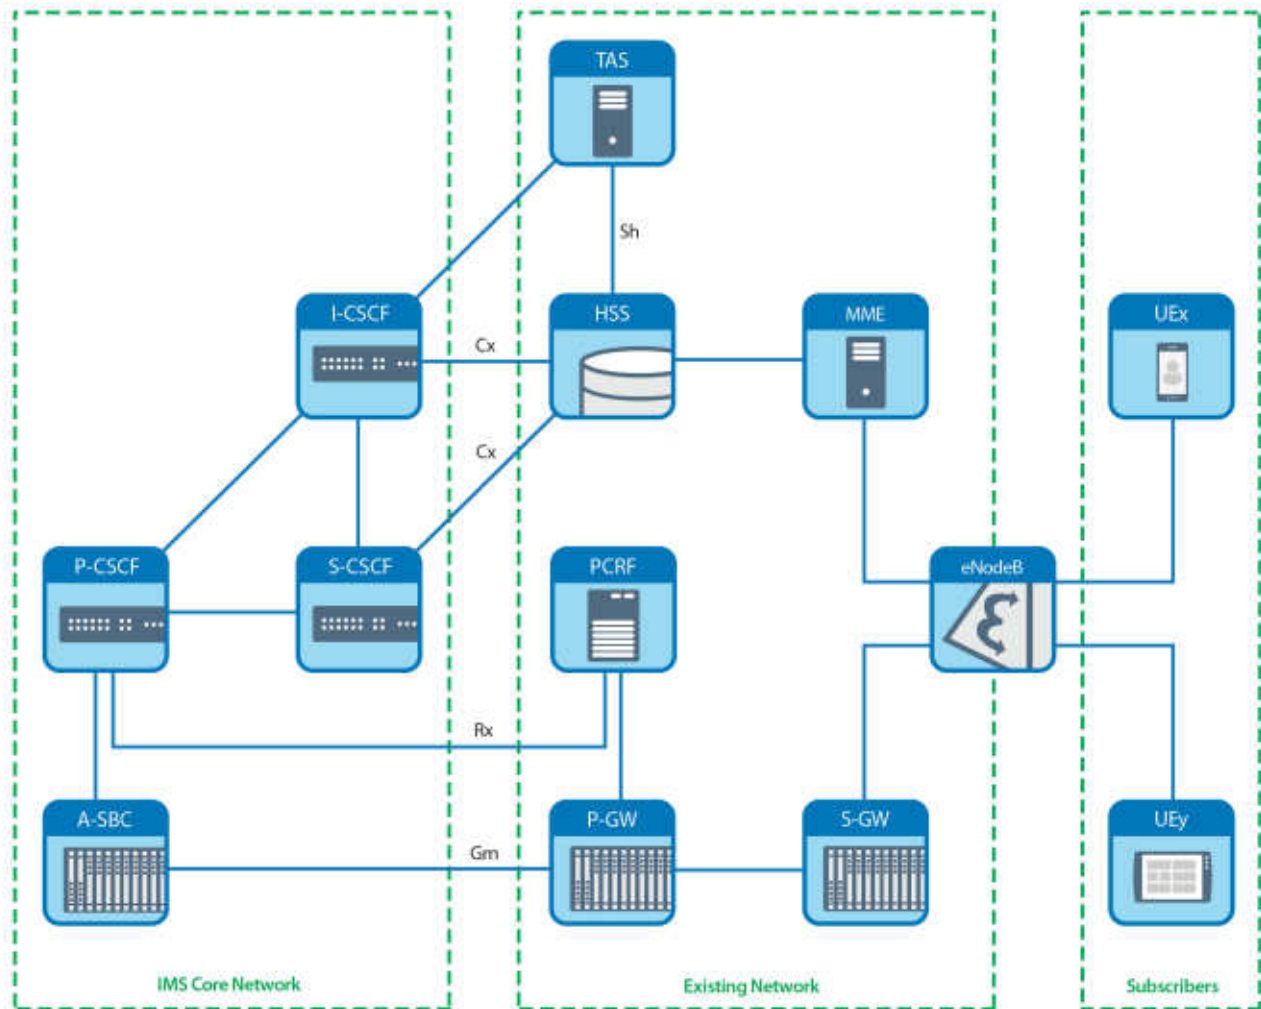 TAS
Sh
I-CSCF
Cx
HSS
MME
UEx
Cx
P-CSCF
S-CSCF
PCRF
eNodeB
Rx
A-SBC
Gm
P-GW
S-GW
UEy
IMS Core Network
Existing Network
Subscribers